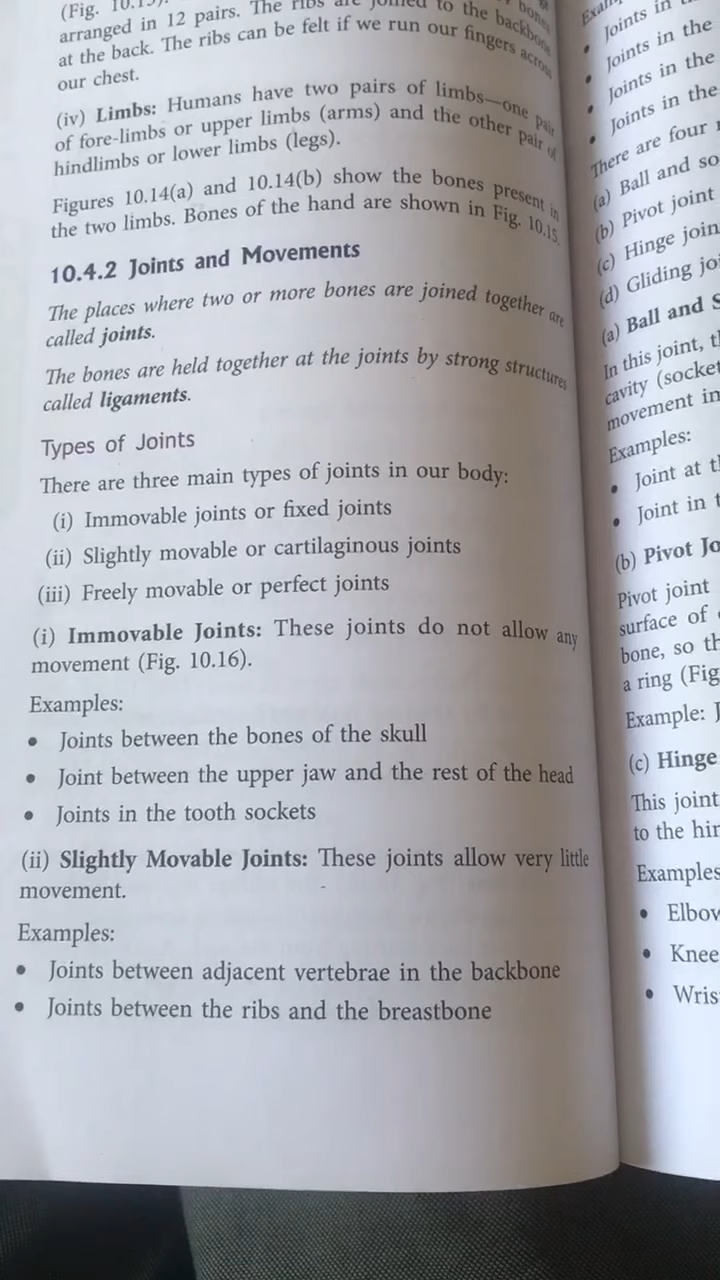 (Fig. 10.13).
arranged in 12 pairs. The ribs are joined to the backbone
at the back. The ribs can be felt if we run our fingers across
our chest.
(iv) Limbs: Humans have two pairs of limbs—one pair
of fore-limbs or upper limbs (arms) and the other pair of
hindlimbs or lower limbs (legs).
Figures 10.14(a) and 10.14(b) show the bones present in
the two limbs. Bones of the hand are shown in Fig. 10.15.
10.4.2 Joints and Movements
The places where two or more bones are joined together are
called joints.
The bones are held together at the joints by strong structures
called ligaments.
Types of Joints
There are three main types of joints in our body:
(i) Immovable joints or fixed joints
(ii) Slightly movable or cartilaginous joints
(iii) Freely movable or perfect joints
(i) Immovable Joints: These joints do not allow any
movement (Fig. 10.16).
Examples:
• Joints between the bones of the skull
• Joint between the upper jaw and the rest of the head
• Joints in the tooth sockets
(ii) Slightly Movable Joints: These joints allow very little
movement.
Examples:
• Joints between adjacent vertebrae in the backbone
• Joints between the ribs and the breastbone
• Joints in
• Joints in the
• Joints in the
• Joints in the
There are four
(a) Ball and so
(b) Pivot joint
(c) Hinge join
(d) Gliding joi
(a) Ball and S
In this joint, t
cavity (socket
movement in
Examples:
• Joint at t
• Joint in t
(b) Pivot Jo
Pivot joint
surface of
bone, so th
a ring (Fig
Example: J
(c) Hinge
This joint
to the hin
Examples
• Elbow
• Knee
• Wris